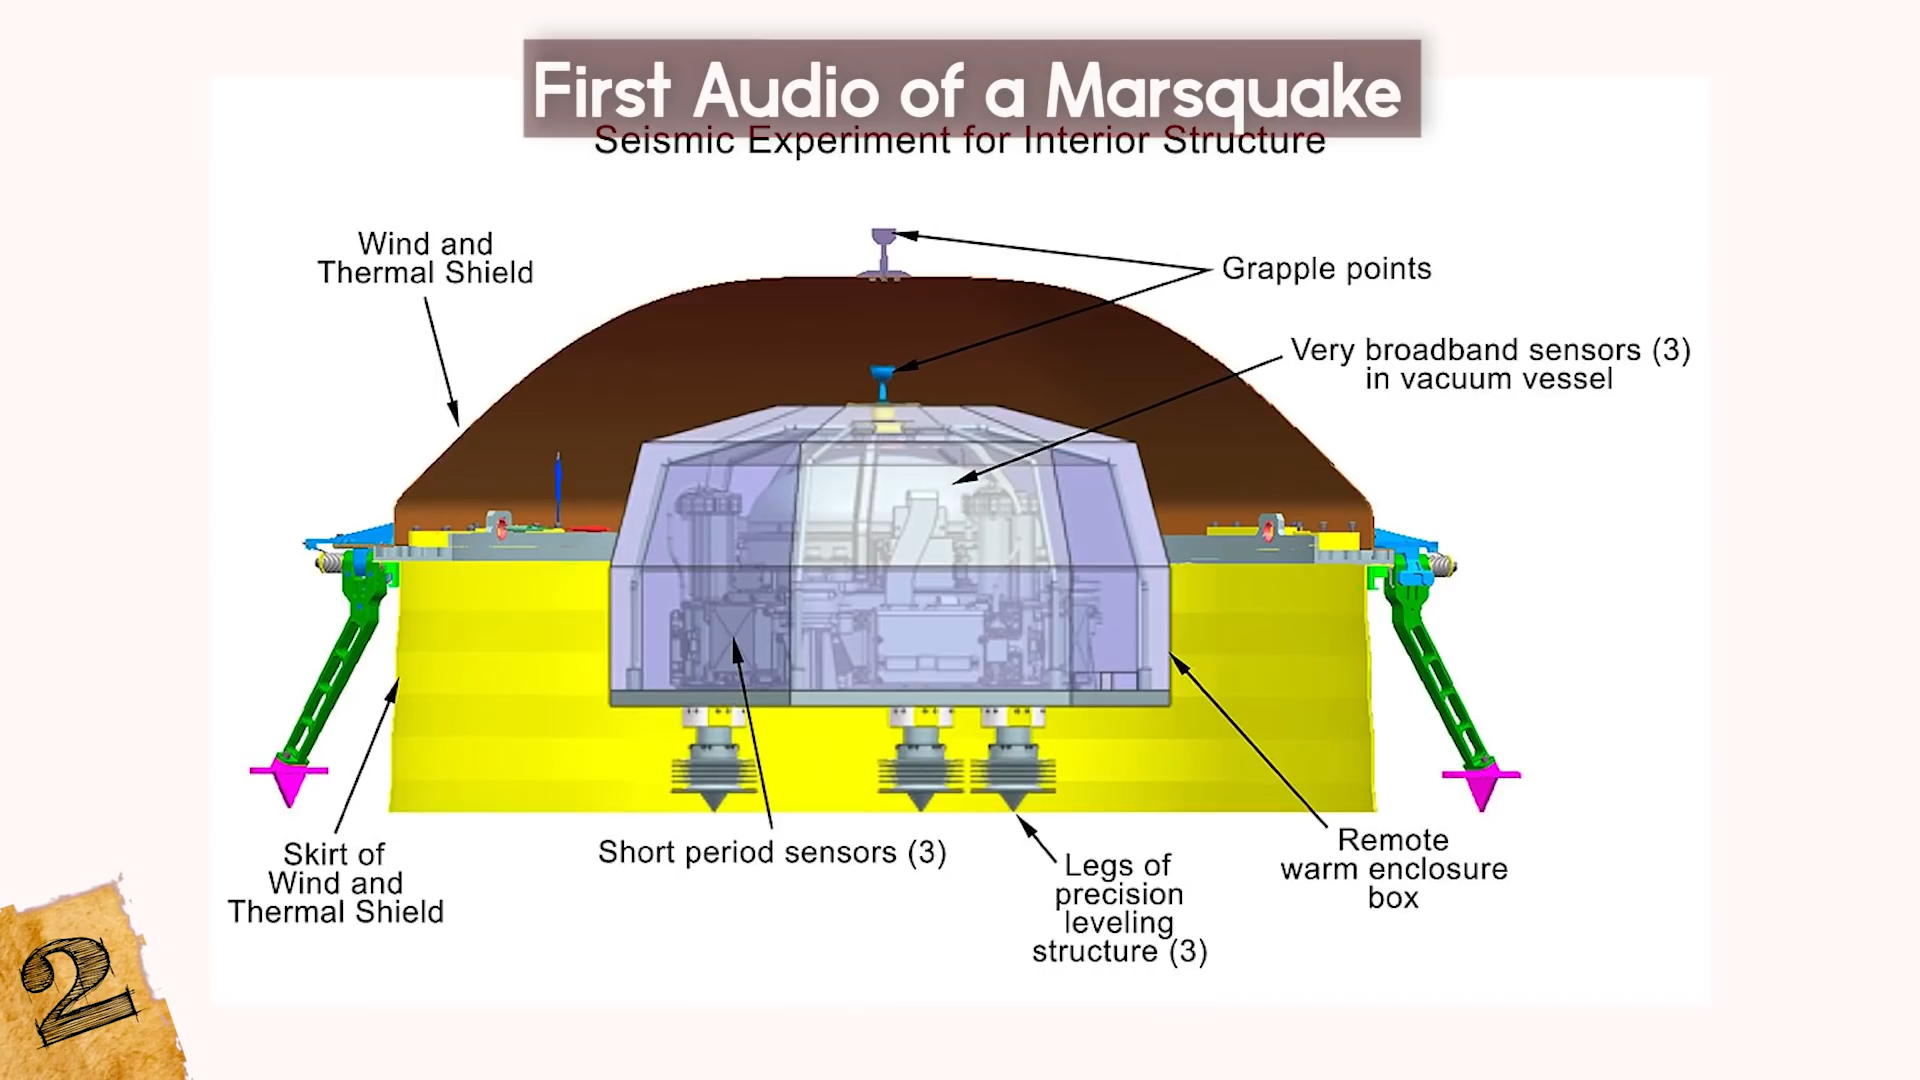 First Audio of a Marsquake
Seismic Experiment for Interior Structure
Wind and
Thermal Shield
Grapple points
Very broadband sensors (3)
in vacuum vessel
Skirt of
Wind and
Thermal Shield
Short period sensors (3)
Legs of
precision
leveling
structure (3)
Remote
warm enclosure
box
2